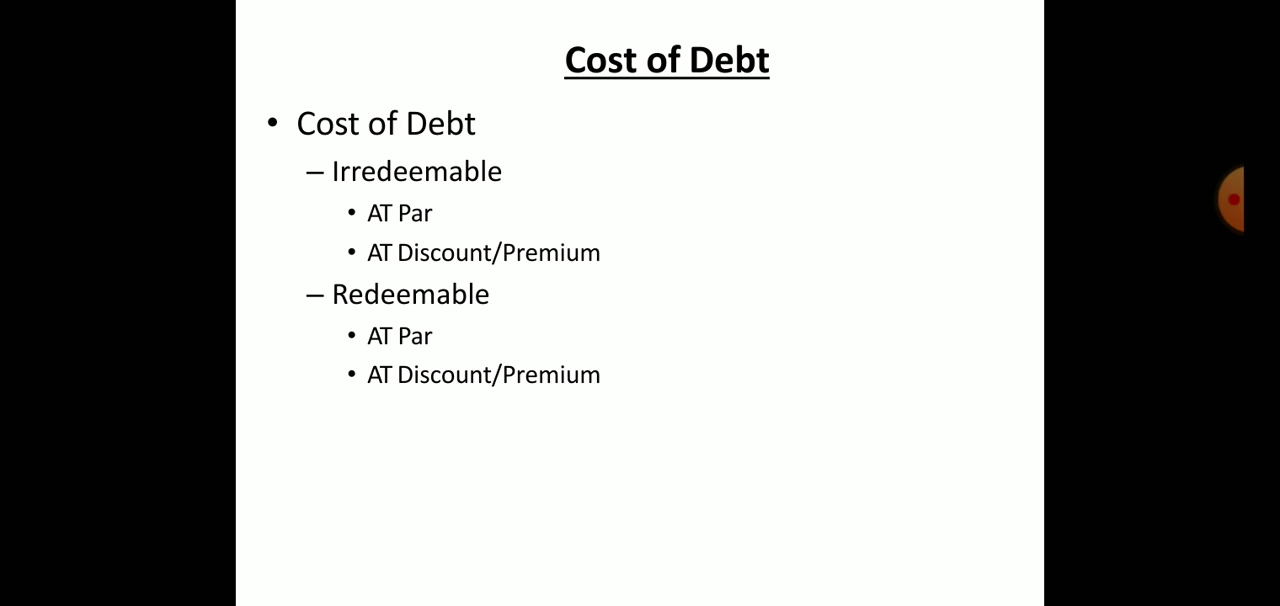 Cost of Debt
• Cost of Debt
– Irredeemable
• AT Par
• AT Discount/Premium
– Redeemable
• AT Par
• AT Discount/Premium